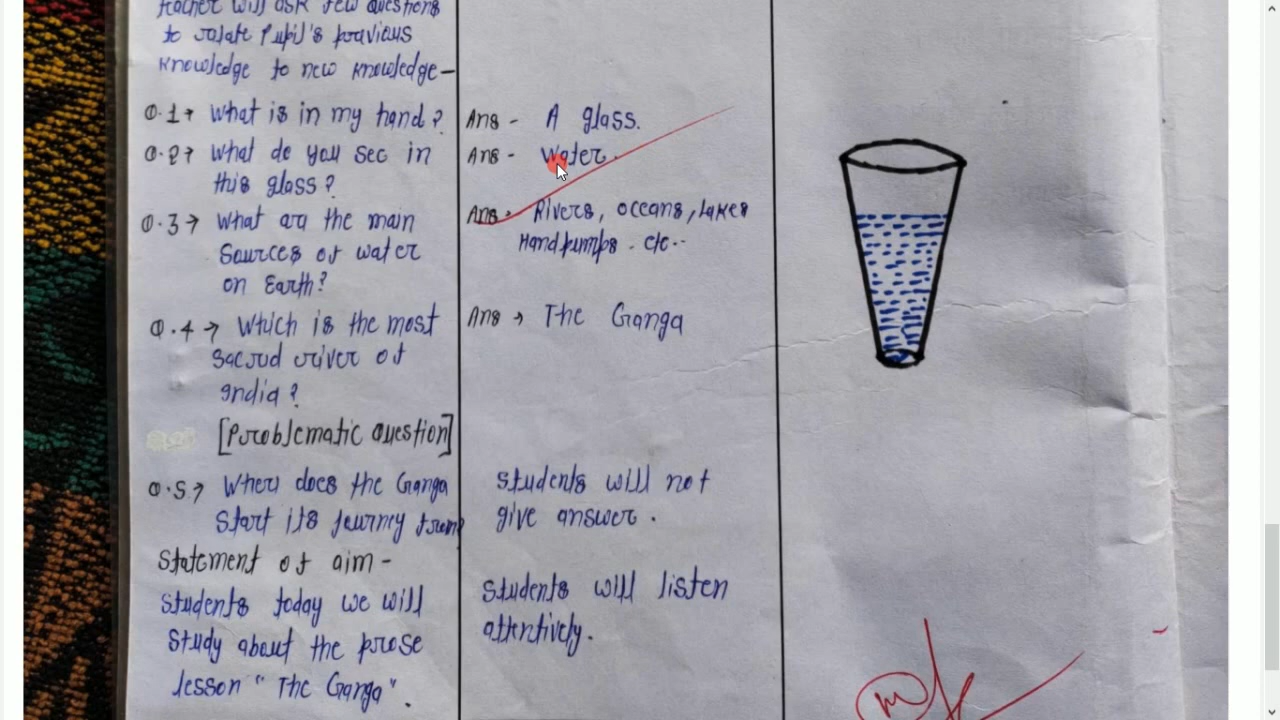 teacher will ask few questions
to relate Pupil's previous
knowledge to new knowledge-
Q.1→ What is in my hand?
Ans - A glass.
Q.2→ What do you see in
this glass?
Ans - Water.
Q.3→ What are the main
Sources of water
on Earth?
Ans- Rivers, oceans, lakes
Handpumps. etc..
Q.4→ Which is the most
Sacred river of
India?
Ans → The Ganga
[Problematic Question]
Q.5→ Where does the Ganga
Start its journey from?
Students will not
give answer.
Statement of aim-
Students today we will
Study about the prose
lesson "The Ganga".
Students will listen
attentively.